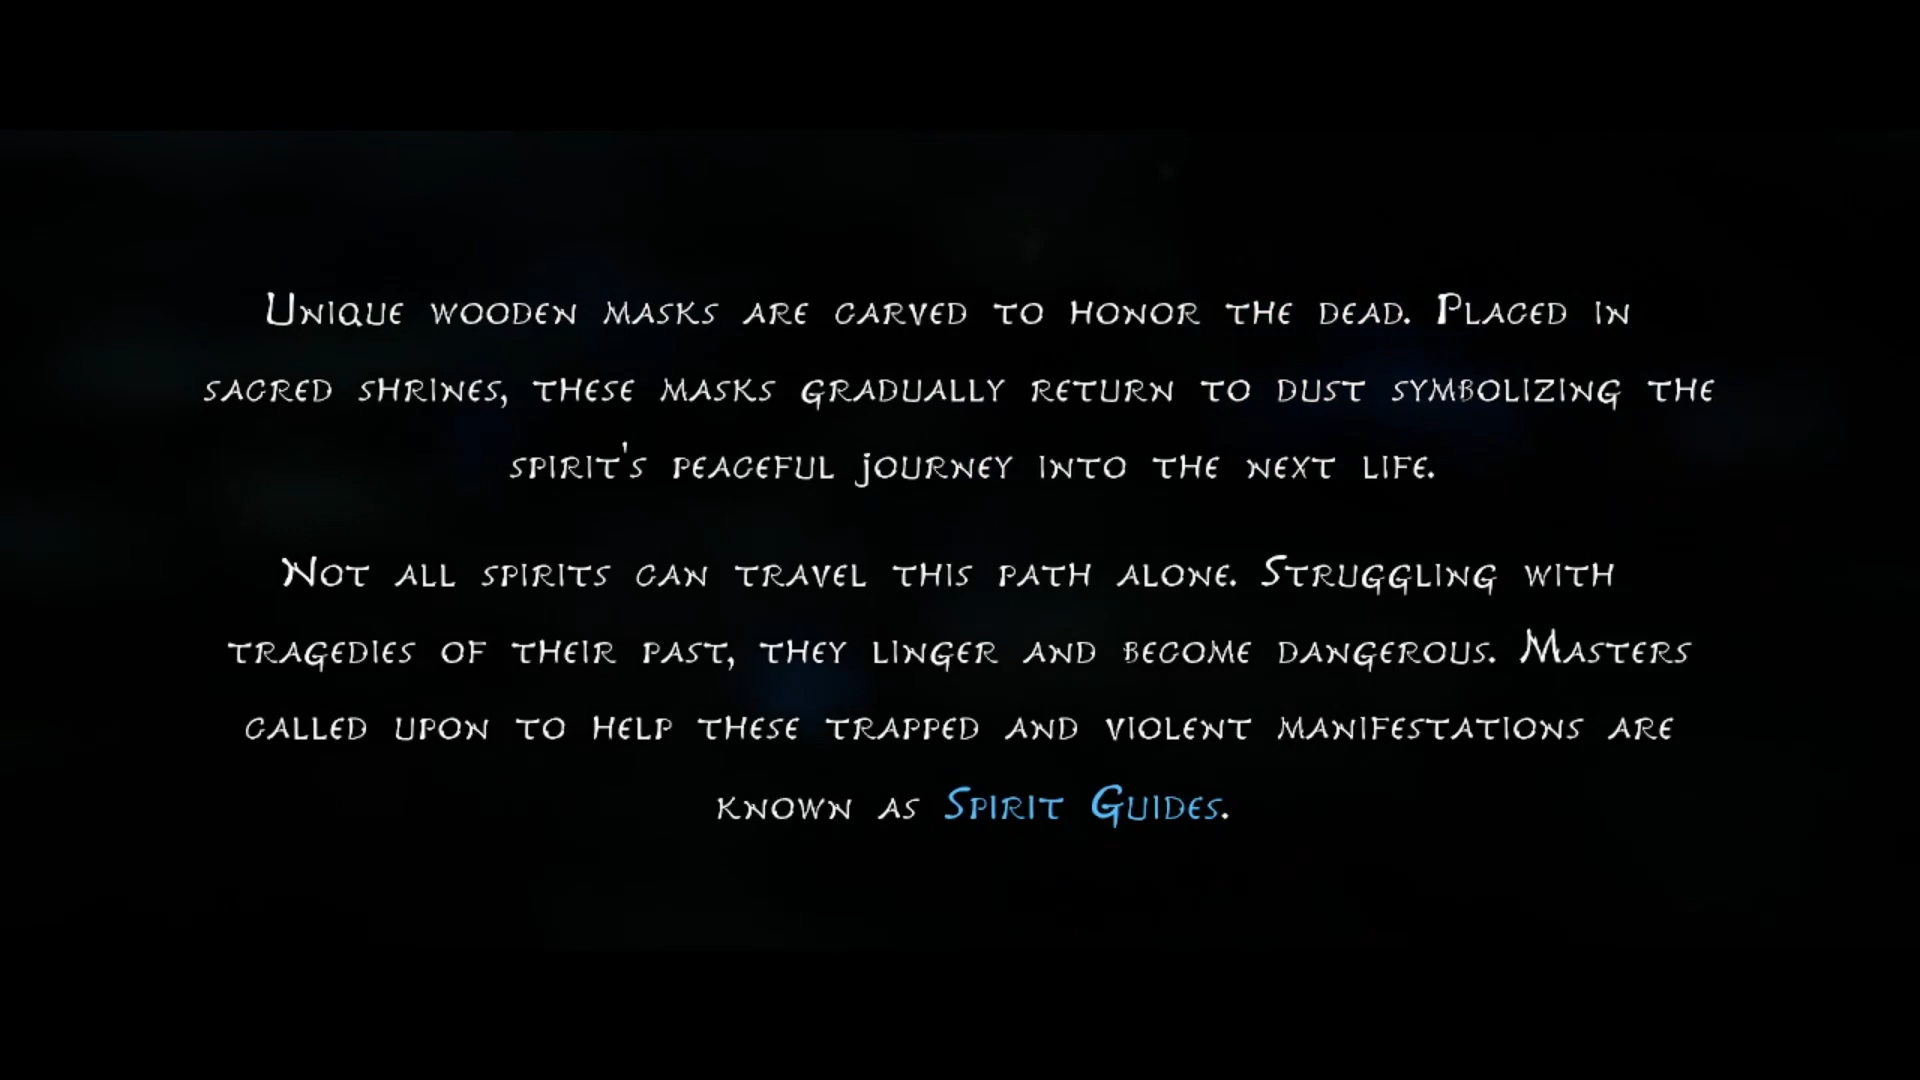 Unique wooden masks are carved to honor the dead. Placed in
sacred shrines, these masks gradually return to dust symbolizing the
spirit's peaceful journey into the next life.
Not all spirits can travel this path alone. Struggling with
tragedies of their past, they linger and become dangerous. Masters
called upon to help these trapped and violent manifestations are
known as Spirit Guides.